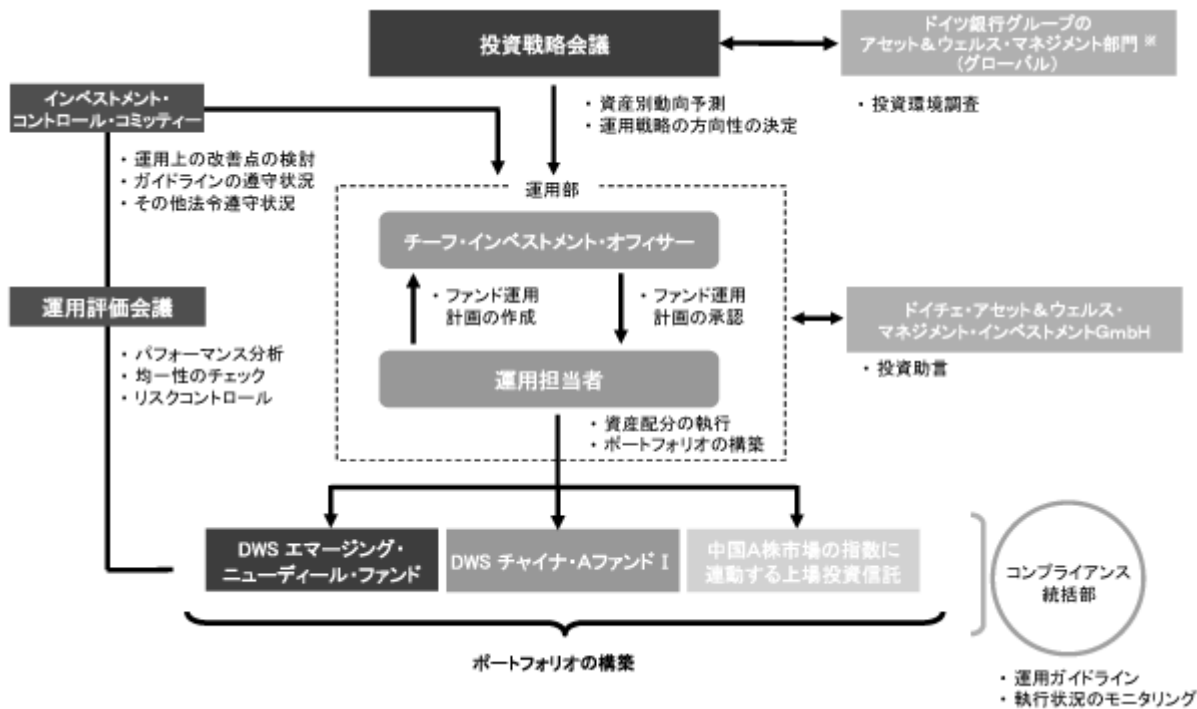 投資戦略会議
ドイツ銀行グループの
アセット＆ウェルス・マネジメント部門 ※
(グローバル)
・資産別動向予測
・運用戦略の方向性の決定
・投資環境調査
インベストメント・
コントロール・コミッティー
・運用上の改善点の検討
・ガイドラインの遵守状況
・その他法令遵守状況
運用部
チーフ・インベストメント・オフィサー
・ファンド運用
計画の作成
・ファンド運用
計画の承認
運用評価会議
・パフォーマンス分析
・均一性のチェック
・リスクコントロール
ドイチェ・アセット＆ウェルス・
マネジメント・インベストメントGmbH
・投資助言
運用担当者
・資産配分の執行
・ポートフォリオの構築
DWS エマージング・
ニューディール・ファンド
DWS チャイナ・Aファンド Ⅰ
中国A株市場の指数に
連動する上場投資信託
コンプライアンス
統括部
ポートフォリオの構築
・運用ガイドライン
・執行状況のモニタリング